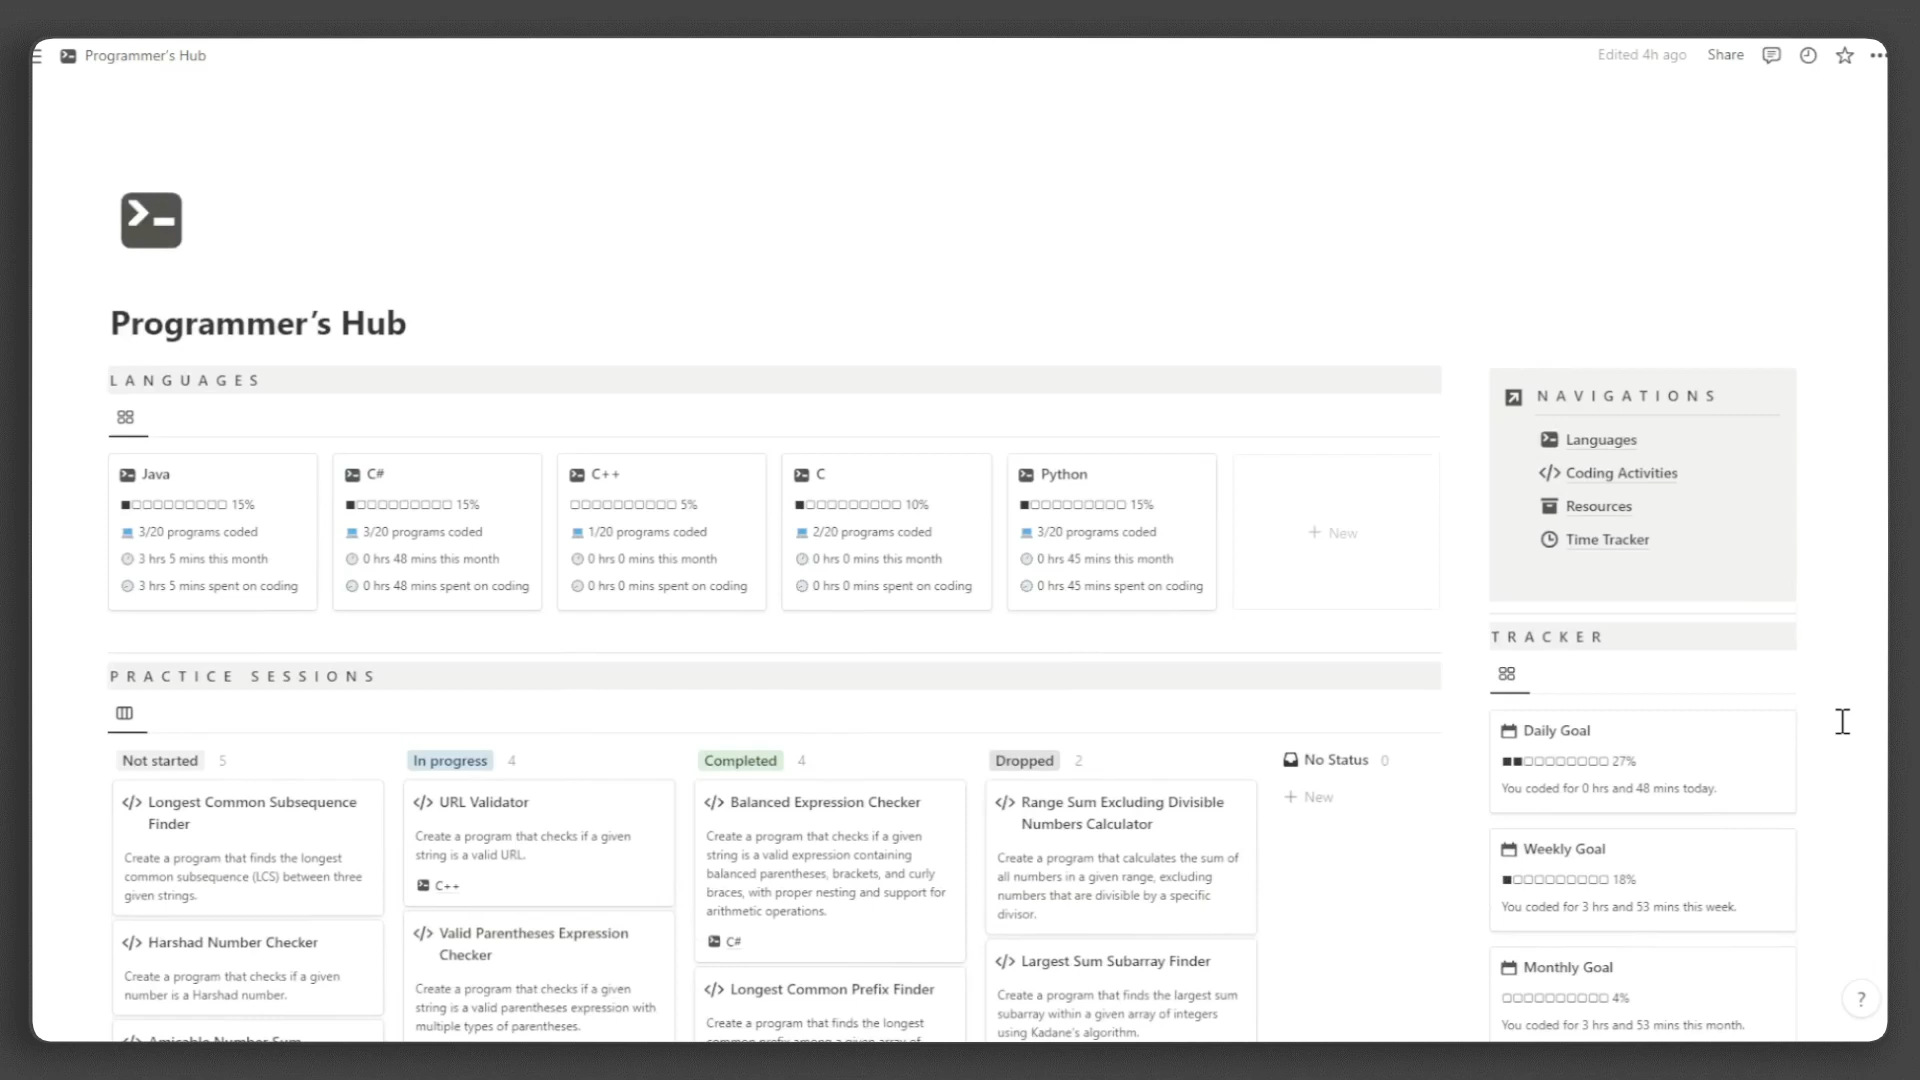 Programmer's Hub
Edited 4h ago
Share
Programmer's Hub
LANGUAGES
Java
15%
3/20 programs coded
3 hrs 5 mins this month
3 hrs 5 mins spent on coding
C#
15%
3/20 programs coded
0 hrs 48 mins this month
0 hrs 48 mins spent on coding
C++
5%
1/20 programs coded
0 hrs 0 mins this month
0 hrs 0 mins spent on coding
C
10%
2/20 programs coded
0 hrs 0 mins this month
0 hrs 0 mins spent on coding
Python
15%
3/20 programs coded
0 hrs 45 mins this month
0 hrs 45 mins spent on coding
+ New
NAVIGATIONS
Languages
Coding Activities
Resources
Time Tracker
PRACTICE SESSIONS
Not started 5
Longest Common Subsequence
Finder
Create a program that finds the longest
common subsequence (LCS) between three
given strings.
Harshad Number Checker
Create a program that checks if a given
number is a Harshad number.
Amicable Number Sum
In progress 4
URL Validator
Create a program that checks if a given
string is a valid URL.
C++
Valid Parentheses Expression
Checker
Create a program that checks if a given
string is a valid parentheses expression with
multiple types of parentheses.
Completed 4
Balanced Expression Checker
Create a program that checks if a given
string is a valid expression containing
balanced parentheses, brackets, and curly
braces, with proper nesting and support for
arithmetic operations.
C#
Longest Common Prefix Finder
Create a program that finds the longest
common prefix among a given array of
Dropped 2
Range Sum Excluding Divisible
Numbers Calculator
Create a program that calculates the sum of
all numbers in a given range, excluding
numbers that are divisible by a specific
divisor.
Largest Sum Subarray Finder
Create a program that finds the largest sum
subarray within a given array of integers
using Kadane's algorithm.
No Status 0
+ New
TRACKER
Daily Goal
27%
You coded for 0 hrs and 48 mins today.
Weekly Goal
18%
You coded for 3 hrs and 53 mins this week.
Monthly Goal
4%
You coded for 3 hrs and 53 mins this month.
?